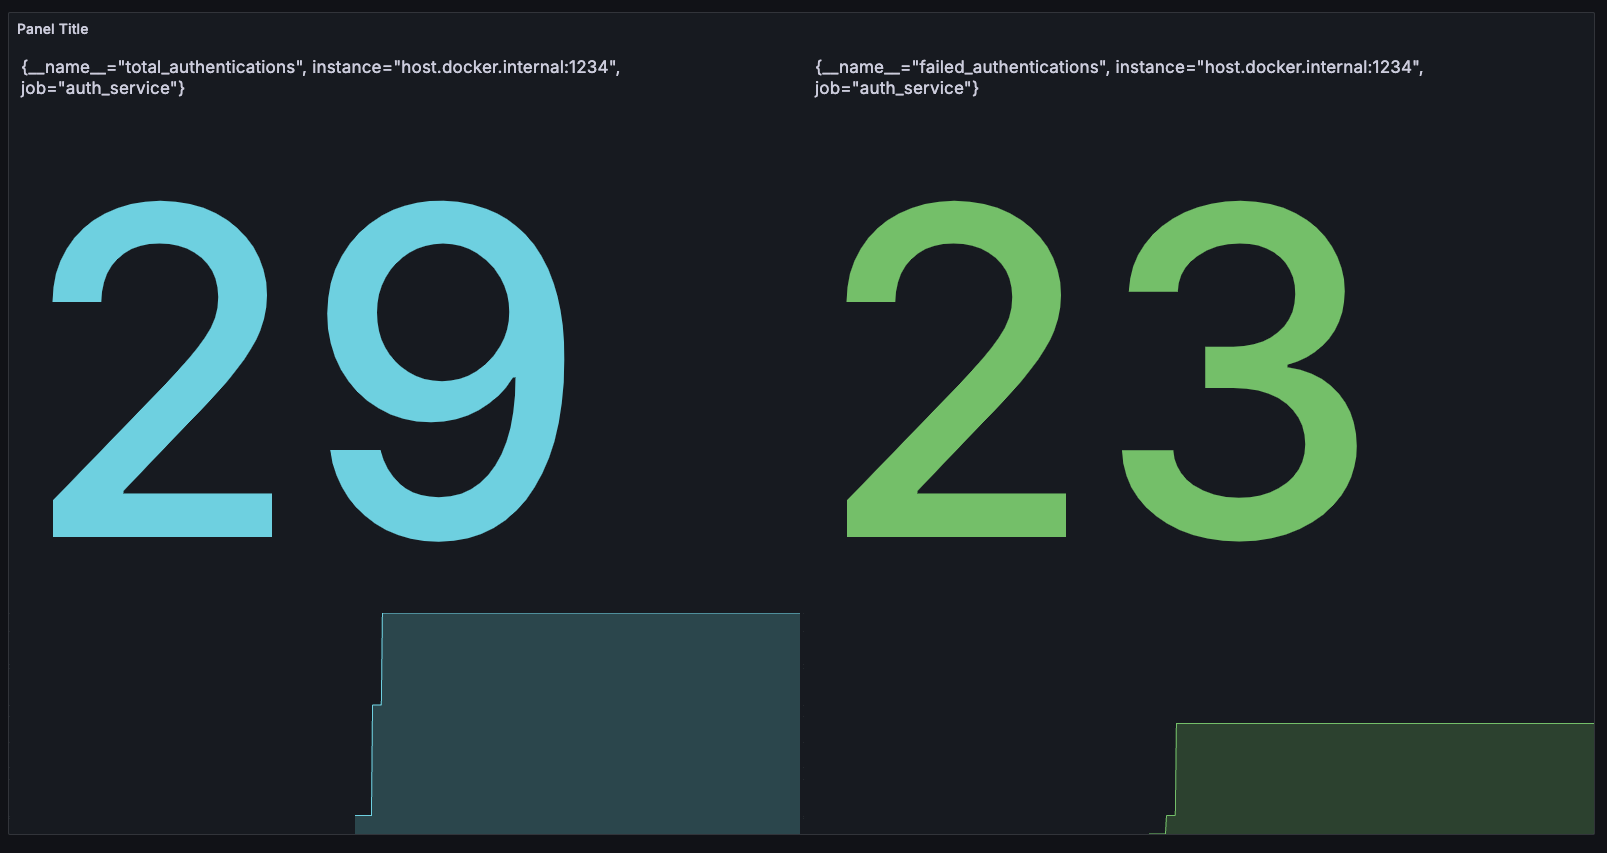 Panel Title
{__name__="total_authentications", instance="host.docker.internal:1234",
job="auth_service"}
29
{__name__="failed_authentications", instance="host.docker.internal:1234",
job="auth_service"}
23